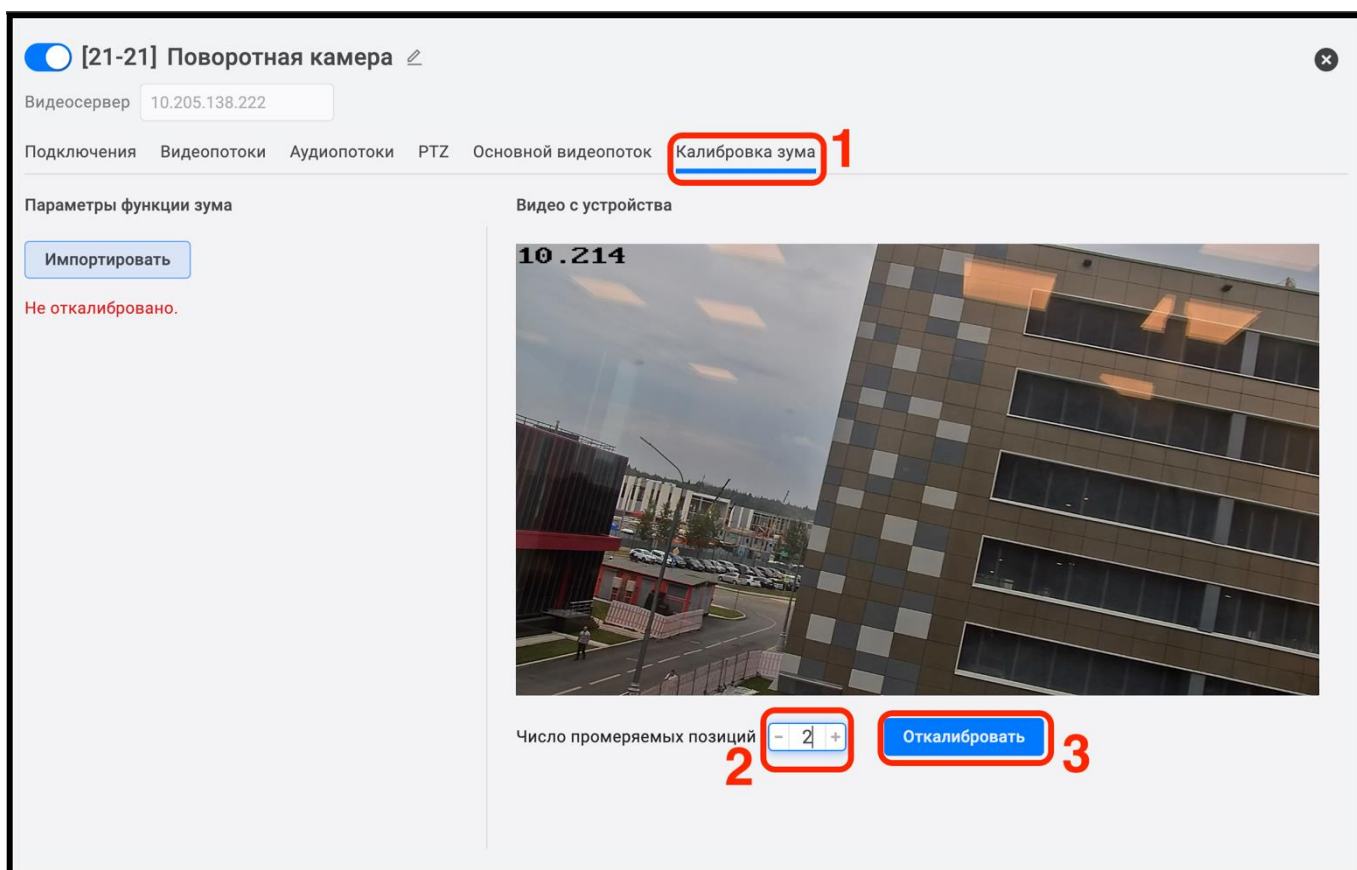 [21-21] Поворотная камера
Видеосервер 10.205.138.222
Подключения Видеопотоки Аудиопотоки PTZ Основной видеопоток Калибровка зума 1
Параметры функции зума
Импортировать
Не откалибровано.
Видео с устройства
10.214
Число промеряемых позиций - 2 + Откалибровать
2 3